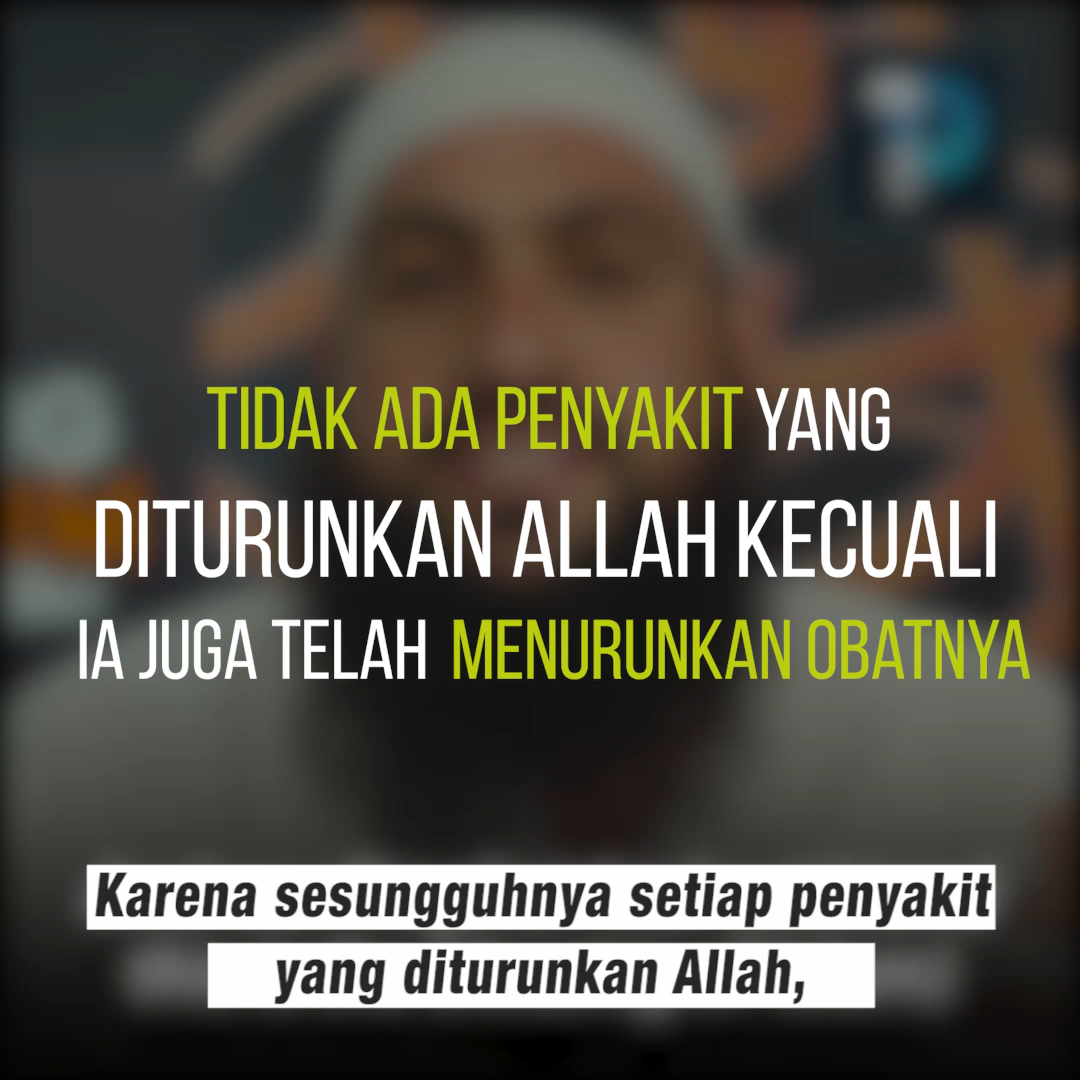 TIDAK ADA PENYAKIT YANG
DITURUNKAN ALLAH KECUALI
IA JUGA TELAH MENURUNKAN OBATNYA
Karena sesungguhnya setiap penyakit
yang diturunkan Allah,